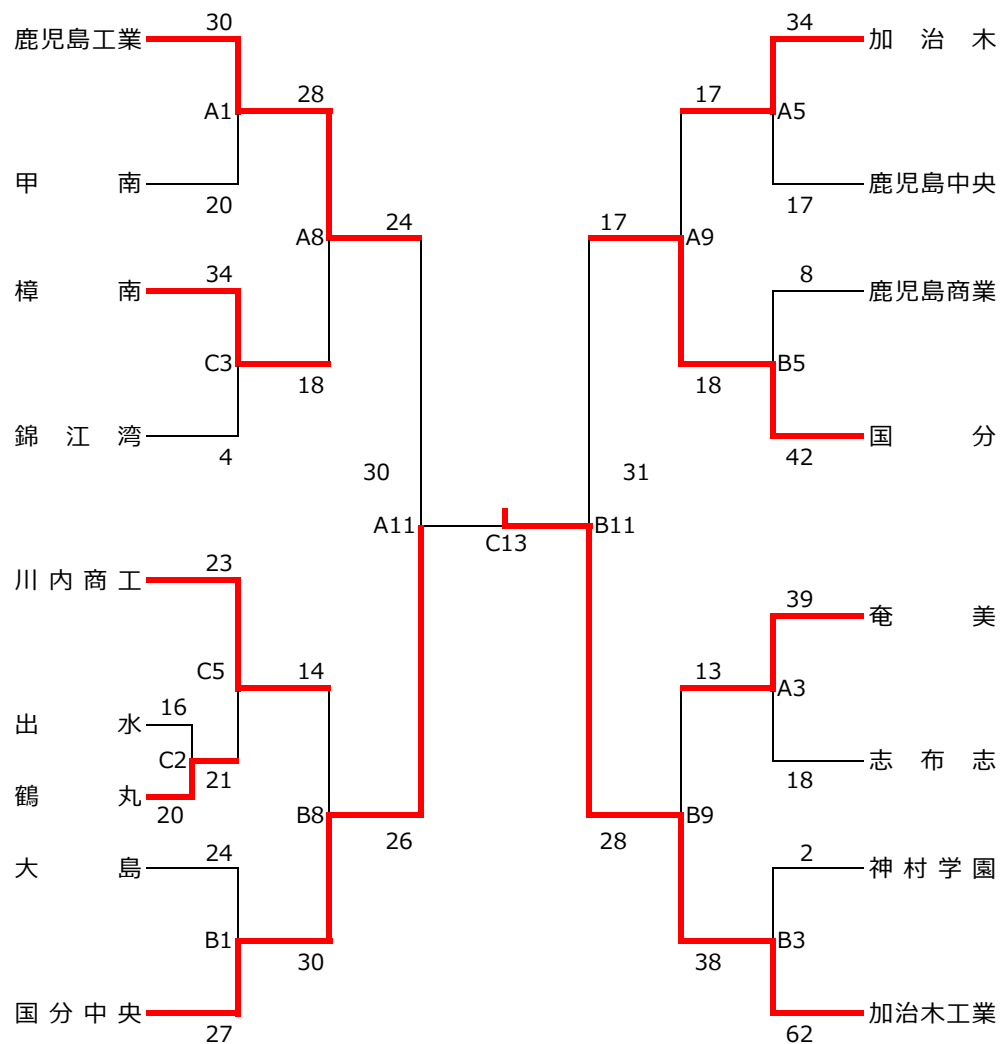 30
鹿児島工業
A1
28
甲南
20
A8
24
34
樟南
C3
18
錦江湾
4
30
A11
23
川内商工
C5
14
16
出水
C2
21
鶴丸
20
B8
26
24
大島
B1
30
国分中央
27
C13
34
加治木
17
A5
鹿児島中央
17
17
A9
8
鹿児島商業
B5
18
国分
42
31
B11
39
奄美
13
A3
志布志
18
B9
28
2
神村学園
B3
38
加治木工業
62